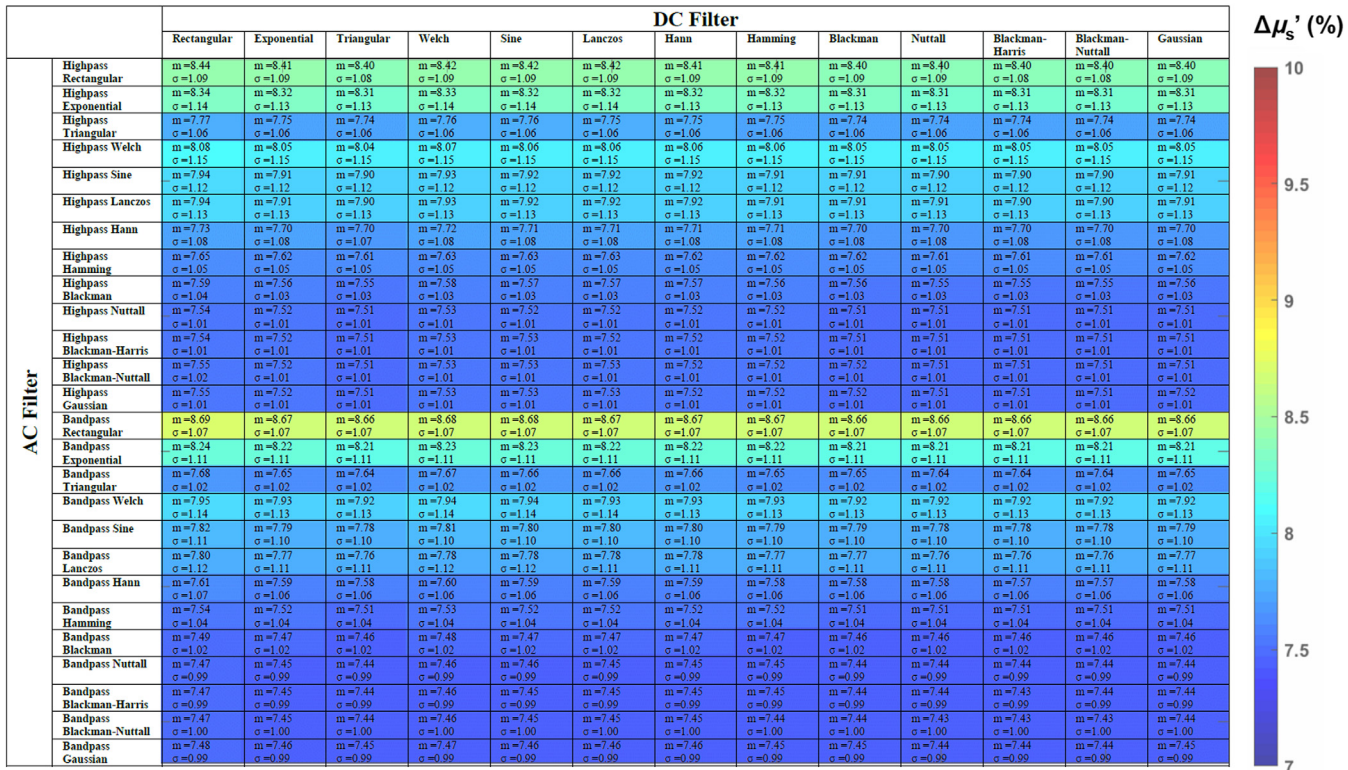 DC Filter
Δμs' (%)
Rectangular Exponential Triangular Welch Sine Lanczos Hann Hamming Blackman Nuttall Blackman-Harris Blackman-Nuttall Gaussian
AC Filter
Highpass Rectangular
m =8.44 m =8.41 m =8.40 m =8.42 m =8.42 m =8.42 m =8.41 m =8.41 m =8.40 m =8.40 m =8.40 m =8.40 m =8.40
σ =1.09 σ =1.09 σ =1.08 σ =1.09 σ =1.09 σ =1.09 σ =1.09 σ =1.09 σ =1.09 σ =1.09 σ =1.08 σ =1.08 σ =1.09
Highpass Exponential
m =8.34 m =8.32 m =8.31 m =8.33 m =8.32 m =8.32 m =8.32 m =8.32 m =8.31 m =8.31 m =8.31 m =8.31 m =8.31
σ =1.14 σ =1.13 σ =1.13 σ =1.14 σ =1.14 σ =1.14 σ =1.13 σ =1.13 σ =1.13 σ =1.13 σ =1.13 σ =1.13 σ =1.13
Highpass Triangular
m =7.77 m =7.75 m =7.74 m =7.76 m =7.76 m =7.75 m =7.75 m =7.75 m =7.74 m =7.74 m =7.74 m =7.74 m =7.74
σ =1.06 σ =1.06 σ =1.06 σ =1.06 σ =1.06 σ =1.06 σ =1.06 σ =1.06 σ =1.06 σ =1.06 σ =1.06 σ =1.06 σ =1.06
Highpass Welch
m =8.08 m =8.05 m =8.04 m =8.07 m =8.06 m =8.06 m =8.06 m =8.06 m =8.05 m =8.05 m =8.05 m =8.05 m =8.05
σ =1.15 σ =1.15 σ =1.15 σ =1.15 σ =1.15 σ =1.15 σ =1.15 σ =1.15 σ =1.15 σ =1.15 σ =1.15 σ =1.15 σ =1.15
Highpass Sine
m =7.94 m =7.91 m =7.90 m =7.93 m =7.92 m =7.92 m =7.92 m =7.91 m =7.91 m =7.90 m =7.90 m =7.90 m =7.91
σ =1.12 σ =1.12 σ =1.12 σ =1.12 σ =1.12 σ =1.12 σ =1.12 σ =1.12 σ =1.12 σ =1.12 σ =1.12 σ =1.12 σ =1.12
Highpass Lanczos
m =7.94 m =7.91 m =7.90 m =7.93 m =7.92 m =7.92 m =7.92 m =7.91 m =7.91 m =7.91 m =7.90 m =7.90 m =7.91
σ =1.13 σ =1.13 σ =1.13 σ =1.13 σ =1.13 σ =1.13 σ =1.13 σ =1.13 σ =1.13 σ =1.13 σ =1.13 σ =1.13 σ =1.13
Highpass Hann
m =7.73 m =7.70 m =7.70 m =7.72 m =7.71 m =7.71 m =7.71 m =7.71 m =7.70 m =7.70 m =7.70 m =7.70 m =7.70
σ =1.08 σ =1.08 σ =1.07 σ =1.08 σ =1.08 σ =1.08 σ =1.08 σ =1.08 σ =1.08 σ =1.08 σ =1.08 σ =1.08 σ =1.08
Highpass Hamming
m =7.65 m =7.62 m =7.61 m =7.63 m =7.63 m =7.63 m =7.62 m =7.62 m =7.62 m =7.61 m =7.61 m =7.61 m =7.62
σ =1.05 σ =1.05 σ =1.05 σ =1.05 σ =1.05 σ =1.05 σ =1.05 σ =1.05 σ =1.05 σ =1.05 σ =1.05 σ =1.05 σ =1.05
Highpass Blackman
m =7.59 m =7.56 m =7.55 m =7.58 m =7.57 m =7.57 m =7.57 m =7.56 m =7.56 m =7.56 m =7.55 m =7.55 m =7.56
σ =1.04 σ =1.03 σ =1.03 σ =1.03 σ =1.03 σ =1.03 σ =1.03 σ =1.03 σ =1.03 σ =1.03 σ =1.03 σ =1.03 σ =1.03
Highpass Nuttall
m =7.54 m =7.52 m =7.51 m =7.53 m =7.52 m =7.52 m =7.52 m =7.52 m =7.51 m =7.51 m =7.51 m =7.51 m =7.51
σ =1.01 σ =1.01 σ =1.01 σ =1.01 σ =1.01 σ =1.01 σ =1.01 σ =1.01 σ =1.01 σ =1.01 σ =1.01 σ =1.01 σ =1.01
Highpass Blackman-Harris
m =7.54 m =7.52 m =7.51 m =7.53 m =7.53 m =7.52 m =7.52 m =7.52 m =7.51 m =7.51 m =7.51 m =7.51 m =7.51
σ =1.01 σ =1.01 σ =1.01 σ =1.01 σ =1.01 σ =1.01 σ =1.01 σ =1.01 σ =1.01 σ =1.01 σ =1.01 σ =1.01 σ =1.01
Highpass Blackman-Nuttall
m =7.55 m =7.52 m =7.51 m =7.53 m =7.53 m =7.53 m =7.52 m =7.52 m =7.52 m =7.51 m =7.51 m =7.51 m =7.52
σ =1.02 σ =1.01 σ =1.01 σ =1.01 σ =1.01 σ =1.01 σ =1.01 σ =1.01 σ =1.01 σ =1.01 σ =1.01 σ =1.01 σ =1.01
Highpass Gaussian
m =7.55 m =7.52 m =7.51 m =7.53 m =7.53 m =7.53 m =7.52 m =7.52 m =7.52 m =7.51 m =7.51 m =7.51 m =7.52
σ =1.01 σ =1.01 σ =1.01 σ =1.01 σ =1.01 σ =1.01 σ =1.01 σ =1.01 σ =1.01 σ =1.01 σ =1.01 σ =1.01 σ =1.01
Bandpass Rectangular
m =8.69 m =8.67 m =8.66 m =8.68 m =8.68 m =8.67 m =8.67 m =8.67 m =8.66 m =8.66 m =8.66 m =8.66 m =8.66
σ =1.07 σ =1.07 σ =1.07 σ =1.07 σ =1.07 σ =1.07 σ =1.07 σ =1.07 σ =1.07 σ =1.07 σ =1.07 σ =1.07 σ =1.07
Bandpass Exponential
m =8.24 m =8.22 m =8.21 m =8.23 m =8.23 m =8.22 m =8.22 m =8.22 m =8.21 m =8.21 m =8.21 m =8.21 m =8.21
σ =1.11 σ =1.11 σ =1.11 σ =1.11 σ =1.11 σ =1.11 σ =1.11 σ =1.11 σ =1.11 σ =1.11 σ =1.11 σ =1.11 σ =1.11
Bandpass Triangular
m =7.68 m =7.65 m =7.64 m =7.67 m =7.66 m =7.66 m =7.66 m =7.65 m =7.65 m =7.64 m =7.64 m =7.64 m =7.65
σ =1.02 σ =1.02 σ =1.02 σ =1.02 σ =1.02 σ =1.02 σ =1.02 σ =1.02 σ =1.02 σ =1.02 σ =1.02 σ =1.02 σ =1.02
Bandpass Welch
m =7.95 m =7.93 m =7.92 m =7.94 m =7.94 m =7.93 m =7.93 m =7.93 m =7.92 m =7.92 m =7.92 m =7.92 m =7.92
σ =1.14 σ =1.13 σ =1.13 σ =1.14 σ =1.14 σ =1.14 σ =1.13 σ =1.13 σ =1.13 σ =1.13 σ =1.13 σ =1.13 σ =1.13
Bandpass Sine
m =7.82 m =7.79 m =7.78 m =7.81 m =7.80 m =7.80 m =7.80 m =7.79 m =7.79 m =7.78 m =7.78 m =7.78 m =7.79
σ =1.11 σ =1.10 σ =1.10 σ =1.10 σ =1.10 σ =1.10 σ =1.10 σ =1.10 σ =1.10 σ =1.10 σ =1.10 σ =1.10 σ =1.10
Bandpass Lanczos
m =7.80 m =7.77 m =7.76 m =7.78 m =7.78 m =7.78 m =7.78 m =7.77 m =7.77 m =7.76 m =7.76 m =7.76 m =7.77
σ =1.12 σ =1.11 σ =1.11 σ =1.12 σ =1.12 σ =1.11 σ =1.11 σ =1.11 σ =1.11 σ =1.11 σ =1.11 σ =1.11 σ =1.11
Bandpass Hann
m =7.61 m =7.59 m =7.58 m =7.60 m =7.59 m =7.59 m =7.59 m =7.58 m =7.58 m =7.58 m =7.57 m =7.57 m =7.58
σ =1.07 σ =1.06 σ =1.06 σ =1.06 σ =1.06 σ =1.06 σ =1.06 σ =1.06 σ =1.06 σ =1.06 σ =1.06 σ =1.06 σ =1.06
Bandpass Hamming
m =7.54 m =7.52 m =7.51 m =7.53 m =7.52 m =7.52 m =7.52 m =7.52 m =7.51 m =7.51 m =7.51 m =7.51 m =7.51
σ =1.04 σ =1.04 σ =1.04 σ =1.04 σ =1.04 σ =1.04 σ =1.04 σ =1.04 σ =1.04 σ =1.04 σ =1.04 σ =1.04 σ =1.04
Bandpass Blackman
m =7.49 m =7.47 m =7.46 m =7.48 m =7.47 m =7.47 m =7.47 m =7.47 m =7.46 m =7.46 m =7.46 m =7.46 m =7.46
σ =1.02 σ =1.02 σ =1.02 σ =1.02 σ =1.02 σ =1.02 σ =1.02 σ =1.02 σ =1.02 σ =1.02 σ =1.02 σ =1.02 σ =1.02
Bandpass Nuttall
m =7.47 m =7.45 m =7.44 m =7.46 m =7.46 m =7.45 m =7.45 m =7.45 m =7.44 m =7.44 m =7.44 m =7.44 m =7.44
σ =0.99 σ =0.99 σ =0.99 σ =0.99 σ =0.99 σ =0.99 σ =0.99 σ =0.99 σ =0.99 σ =0.99 σ =0.99 σ =0.99 σ =0.99
Bandpass Blackman-Harris
m =7.47 m =7.45 m =7.44 m =7.46 m =7.45 m =7.45 m =7.45 m =7.45 m =7.44 m =7.44 m =7.43 m =7.44 m =7.44
σ =0.99 σ =0.99 σ =0.99 σ =0.99 σ =0.99 σ =0.99 σ =0.99 σ =0.99 σ =0.99 σ =0.99 σ =0.99 σ =0.99 σ =0.99
Bandpass Blackman-Nuttall
m =7.47 m =7.45 m =7.44 m =7.46 m =7.45 m =7.45 m =7.45 m =7.44 m =7.44 m =7.43 m =7.43 m =7.43 m =7.44
σ =1.00 σ =1.00 σ =1.00 σ =1.00 σ =1.00 σ =1.00 σ =1.00 σ =1.00 σ =1.00 σ =1.00 σ =1.00 σ =1.00 σ =1.00
Bandpass Gaussian
m =7.48 m =7.46 m =7.45 m =7.47 m =7.46 m =7.46 m =7.46 m =7.45 m =7.45 m =7.44 m =7.44 m =7.44 m =7.45
σ =0.99 σ =0.99 σ =0.99 σ =0.99 σ =0.99 σ =0.99 σ =0.99 σ =0.99 σ =0.99 σ =0.99 σ =0.99 σ =0.99 σ =0.99
10
9.5
9
8.5
8
7.5
7